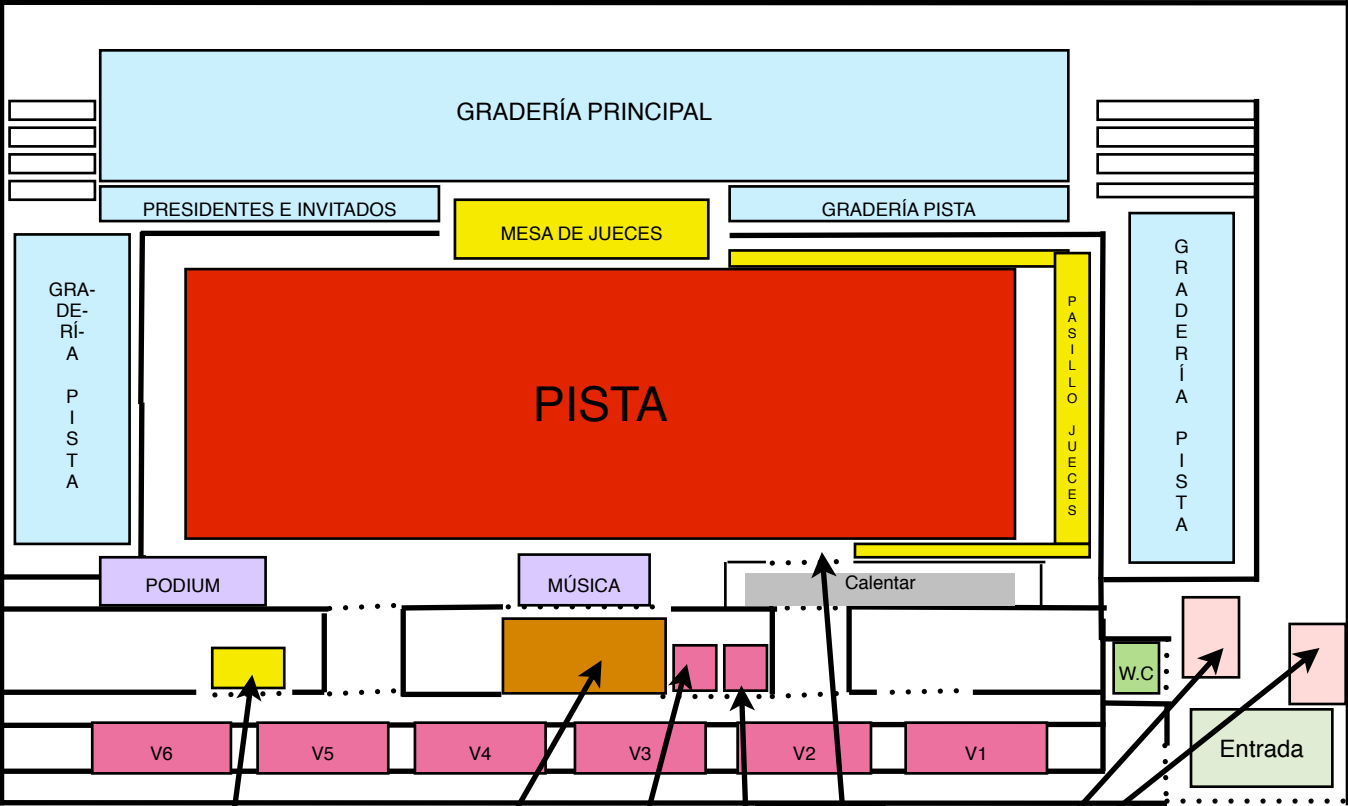 GRADERÍA PRINCIPAL
PRESIDENTES E INVITADOS
MESA DE JUECES
GRADERÍA PISTA
GRA-
DE-
RÍ-
A
P
I
S
T
A
PISTA
P
A
S
I
L
L
O
J
U
E
C
E
S
G
R
A
D
E
R
Í
A
P
I
S
T
A
PODIUM
MÚSICA
Calentar
W.C
V6
V5
V4
V3
V2
V1
Entrada